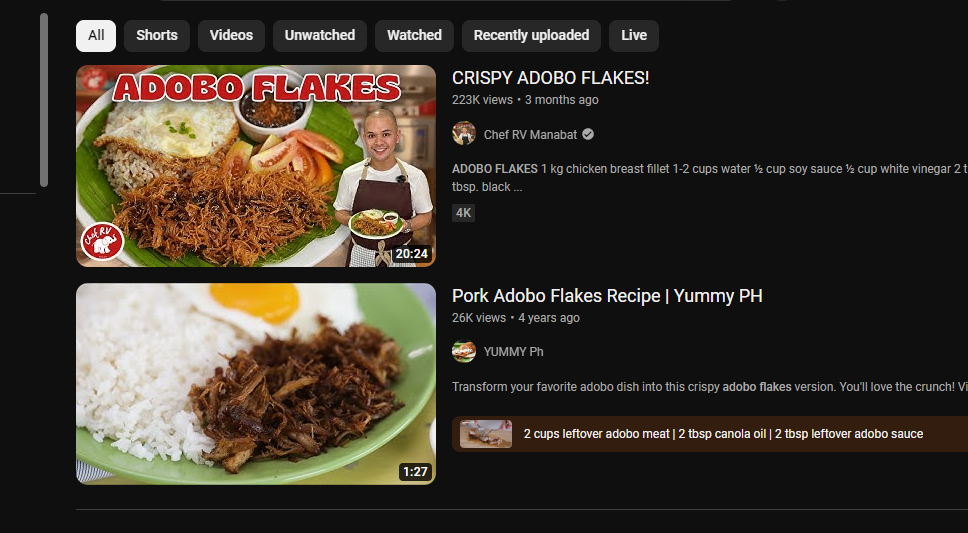 All Shorts Videos Unwatched Watched Recently uploaded Live
ADOBO FLAKES
Chef RV
20:24
CRISPY ADOBO FLAKES!
223K views • 3 months ago
Chef RV Manabat
ADOBO FLAKES 1 kg chicken breast fillet 1-2 cups water ½ cup soy sauce ½ cup white vinegar 2 t
tbsp. black ...
4K
1:27
Pork Adobo Flakes Recipe | Yummy PH
26K views • 4 years ago
YUMMY Ph
Transform your favorite adobo dish into this crispy adobo flakes version. You'll love the crunch! Vi
2 cups leftover adobo meat | 2 tbsp canola oil | 2 tbsp leftover adobo sauce